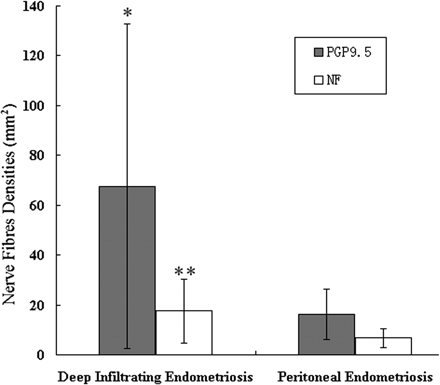 Nerve Fibres Densities (mm²)
140
120
100
80
60
40
20
0
*
**
PGP9.5
NF
Deep Infiltrating Endometriosis
Peritoneal Endometriosis